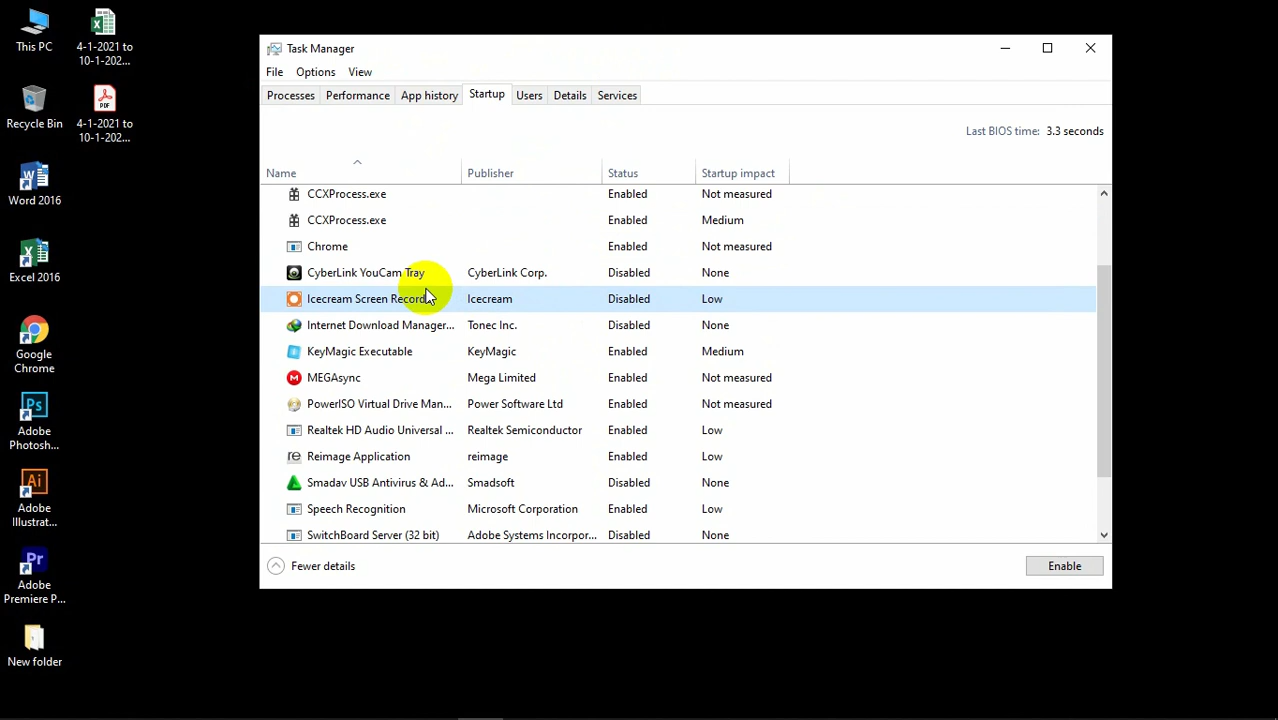 This PC
4-1-2021 to
10-1-202...
Recycle Bin
4-1-2021 to
10-1-202...
PDF
Word 2016
Excel 2016
Google
Chrome
Ps
Adobe
Photosh...
Ai
Adobe
Illustrat...
Pr
Adobe
Premiere P...
New folder
Task Manager
File Options View
Processes Performance App history Startup Users Details Services
Last BIOS time: 3.3 seconds
Name Publisher Status Startup impact
CCXProcess.exe Enabled Not measured
CCXProcess.exe Enabled Medium
Chrome Enabled Not measured
CyberLink YouCam Tray CyberLink Corp. Disabled None
Icecream Screen Record Icecream Disabled Low
Internet Download Manager... Tonec Inc. Disabled None
KeyMagic Executable KeyMagic Enabled Medium
MEGAsync Mega Limited Enabled Not measured
PowerISO Virtual Drive Man... Power Software Ltd Enabled Not measured
Realtek HD Audio Universal ... Realtek Semiconductor Enabled Low
Reimage Application reimage Enabled Low
Smadav USB Antivirus & Ad... Smadsoft Disabled None
Speech Recognition Microsoft Corporation Enabled Low
SwitchBoard Server (32 bit) Adobe Systems Incorpor... Disabled None
Fewer details
Enable